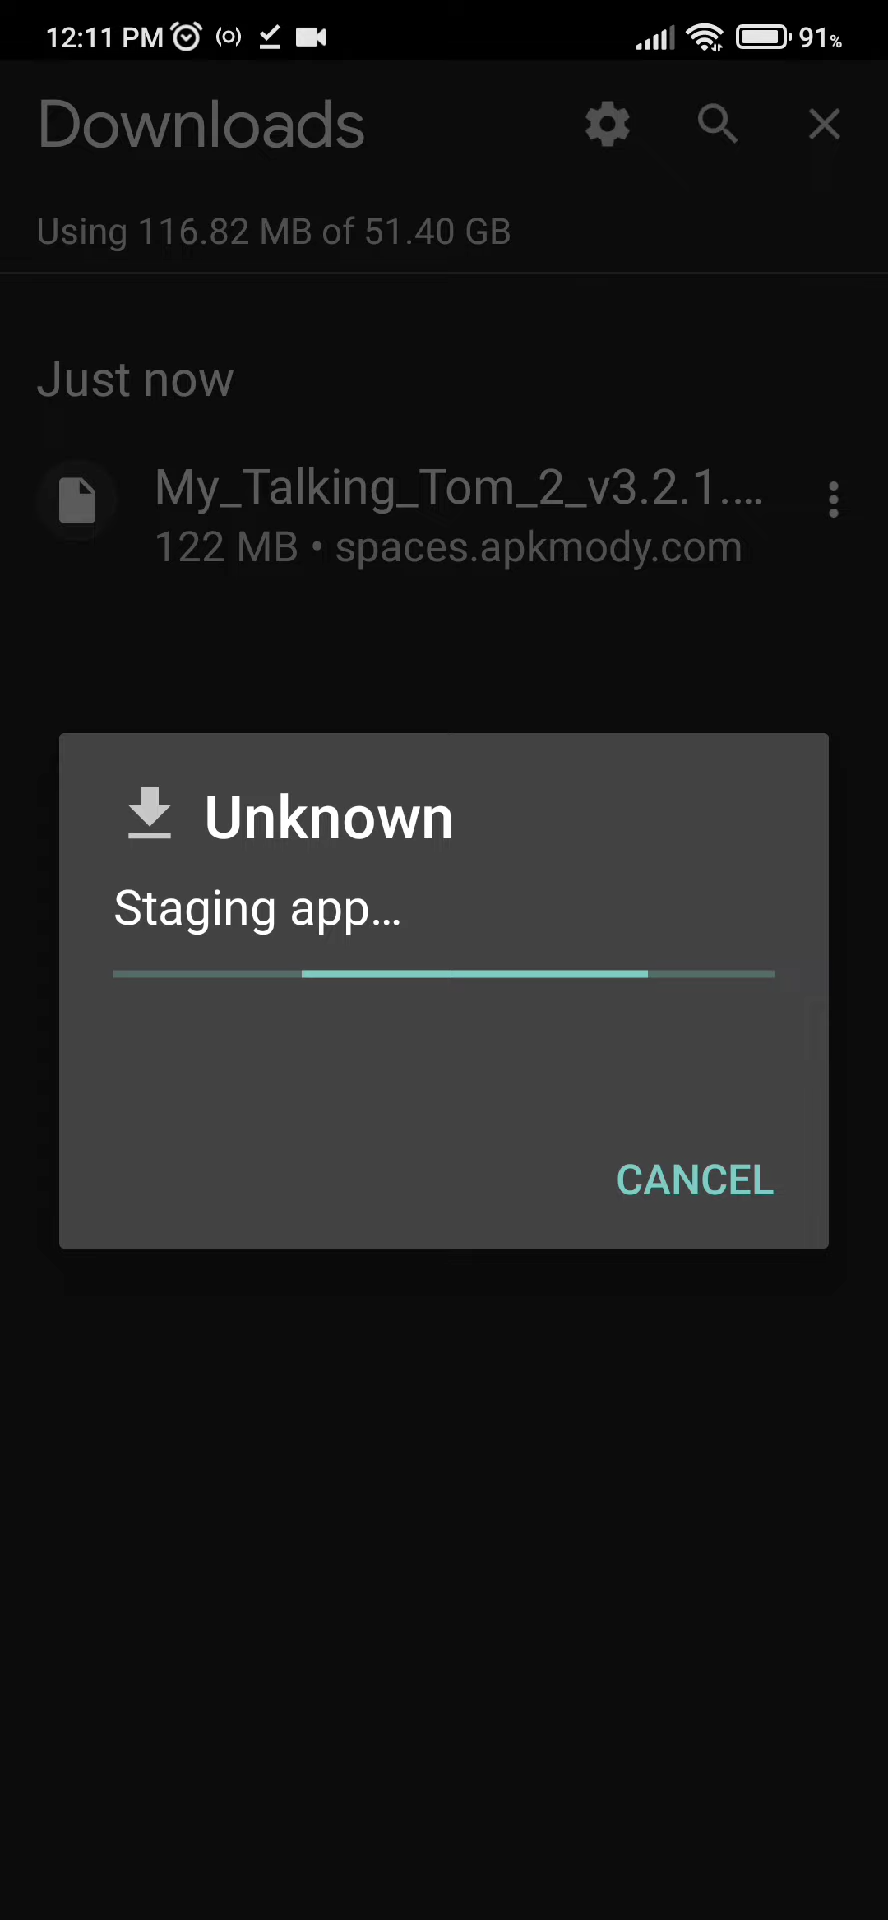 12:11 PM 91%
Downloads
Using 116.82 MB of 51.40 GB
Just now
My_Talking_Tom_2_v3.2.1....
122 MB • spaces.apkmody.com
Unknown
Staging app...
CANCEL